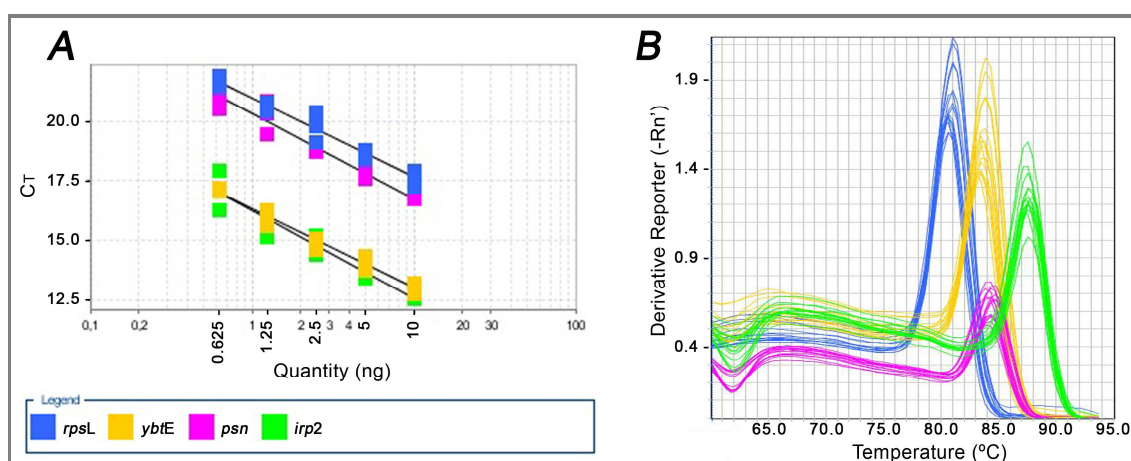 A
B
CT
20.0
17.5
15.0
12.5
0,1
0,2
0.625
1
1.25
2
2.5
3
4
5
10
20
30
100
Quantity (ng)
Legend
rpsL
ybtE
psn
irp2
Derivative Reporter (-Rn')
1.9
1.4
0.9
0.4
65.0
70.0
75.0
80.0
85.0
90.0
95.0
Temperature (ºC)